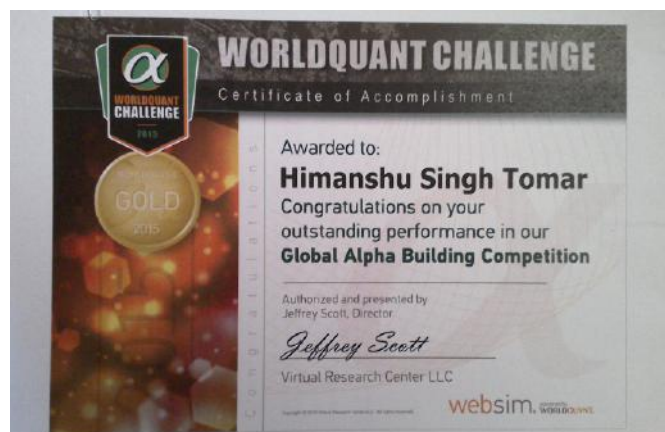 WORLDQUANT CHALLENGE
Certificate of Accomplishment
α
WORLDQUANT
CHALLENGE
2015
GOLD
2015
Congratulations
Awarded to:
Himanshu Singh Tomar
Congratulations on your
outstanding performance in our
Global Alpha Building Competition
Authorized and presented by
Jeffrey Scott, Director
Jeffrey Scott
Virtual Research Center LLC
websim.
WORLDQUANT